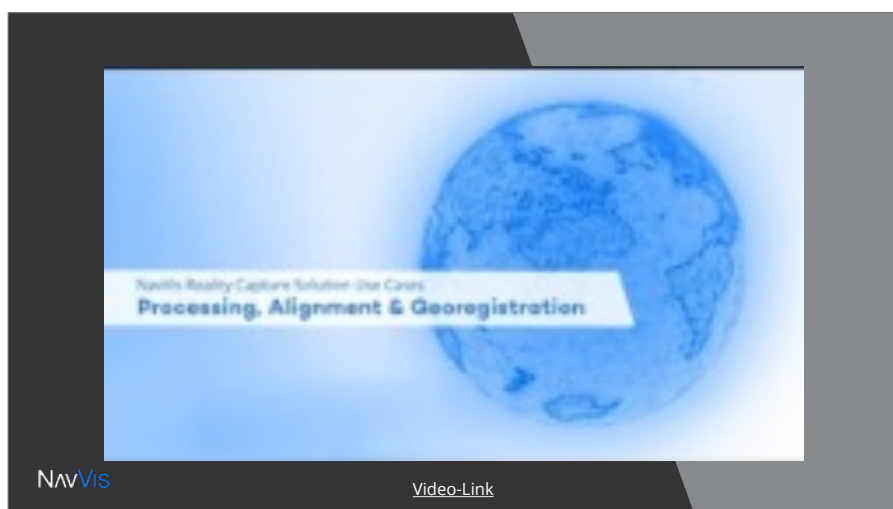 NavVis Reality Capture Solution Use Cases
Processing, Alignment & Georegistration
NAVVIS
Video-Link